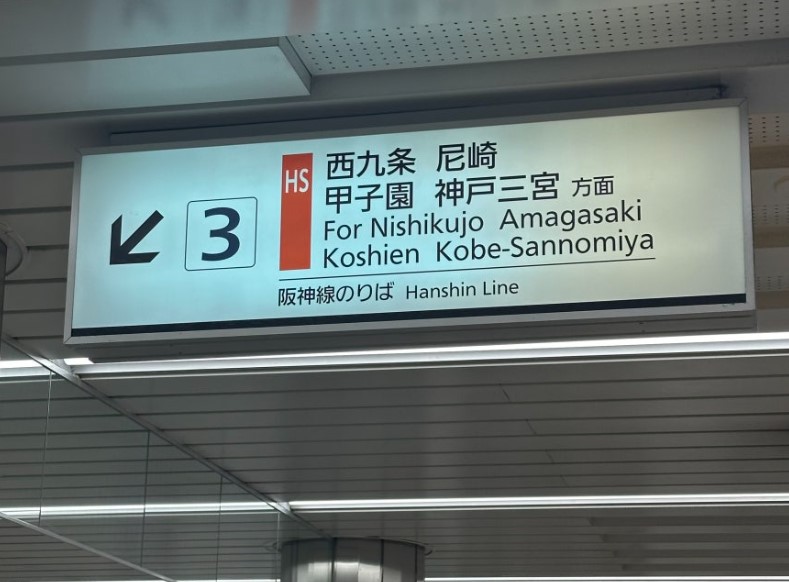 3
HS
西九条 尼崎
甲子園 神戸三宮 方面
For Nishikujo Amagasaki
Koshien Kobe-Sannomiya
阪神線のりば Hanshin Line